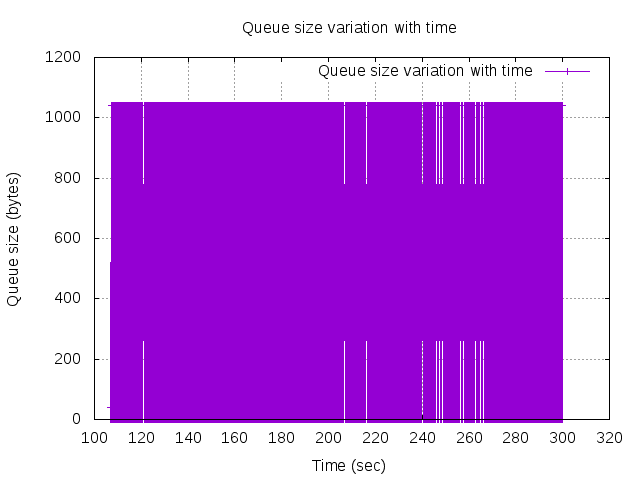 Queue size variation with time
Queue size variation with time
1200
1000
800
600
400
200
0
Queue size (bytes)
100 120 140 160 180 200 220 240 260 280 300 320
Time (sec)